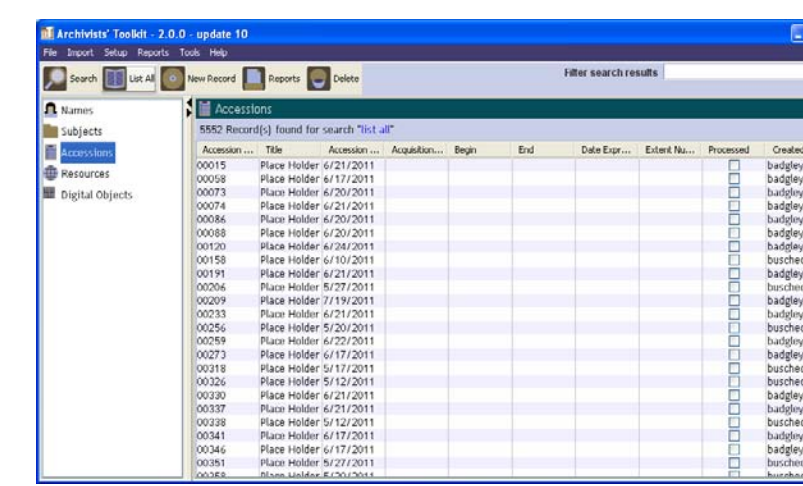 Archivists' Toolkit - 2.0.0 - update 10
File Import Setup Reports Tools Help
Search List All New Record Reports Delete Filter search results
Names
Subjects
Accessions
Resources
Digital Objects
Accessions
5552 Record(s) found for search "list all"
Accession ... Title Accession ... Acquisition... Begin End Date Expr... Extent Nu... Processed Created
00015 Place Holder 6/21/2011 badgley
00058 Place Holder 6/17/2011 badgley
00073 Place Holder 6/20/2011 badgley
00074 Place Holder 6/21/2011 badgley
00086 Place Holder 6/20/2011 badgley
00088 Place Holder 6/20/2011 badgley
00120 Place Holder 6/24/2011 badgley
00158 Place Holder 6/10/2011 busched
00191 Place Holder 6/21/2011 badgley
00206 Place Holder 5/27/2011 busched
00209 Place Holder 7/19/2011 badgley
00233 Place Holder 6/21/2011 badgley
00256 Place Holder 5/20/2011 busched
00259 Place Holder 6/22/2011 badgley
00273 Place Holder 6/17/2011 badgley
00318 Place Holder 5/17/2011 busched
00326 Place Holder 5/12/2011 busched
00330 Place Holder 6/21/2011 badgley
00337 Place Holder 6/21/2011 badgley
00338 Place Holder 5/12/2011 busched
00341 Place Holder 6/17/2011 badgley
00346 Place Holder 6/17/2011 badgley
00351 Place Holder 5/27/2011 busched
Place Holder